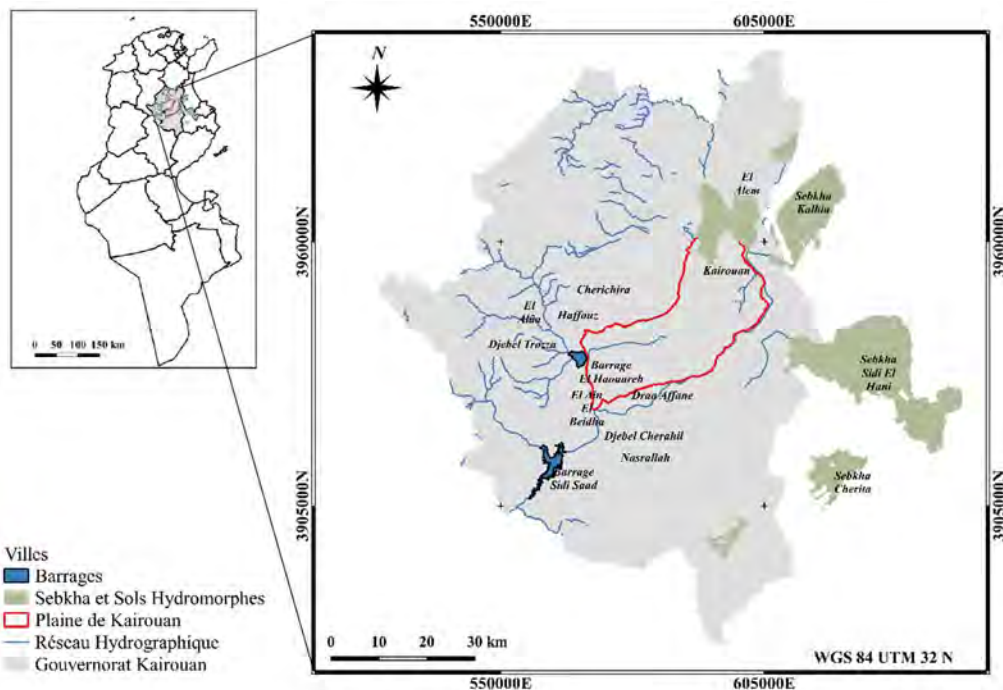 550000E
605000E
N
El
Alem
Sebkha
Kalbia
3960000N
3960000N
Kairouan
Cherichira
El
Haffouz
Djebel Trozza
0 50 100 150 km
Barrage
El Haouareb
Sebkha
Sidi El
Hani
El Ain
Draa Affane
El
Beidha
Djebel Cherahil
Nasrallah
Barrage
Sidi Saad
Sebkha
Cherita
3905000N
3905000N
Villes
Barrages
Sebkha et Sols Hydromorphes
Plaine de Kairouan
Réseau Hydrographique
Gouvernorat Kairouan
0 10 20 30 km
WGS 84 UTM 32 N
550000E
605000E